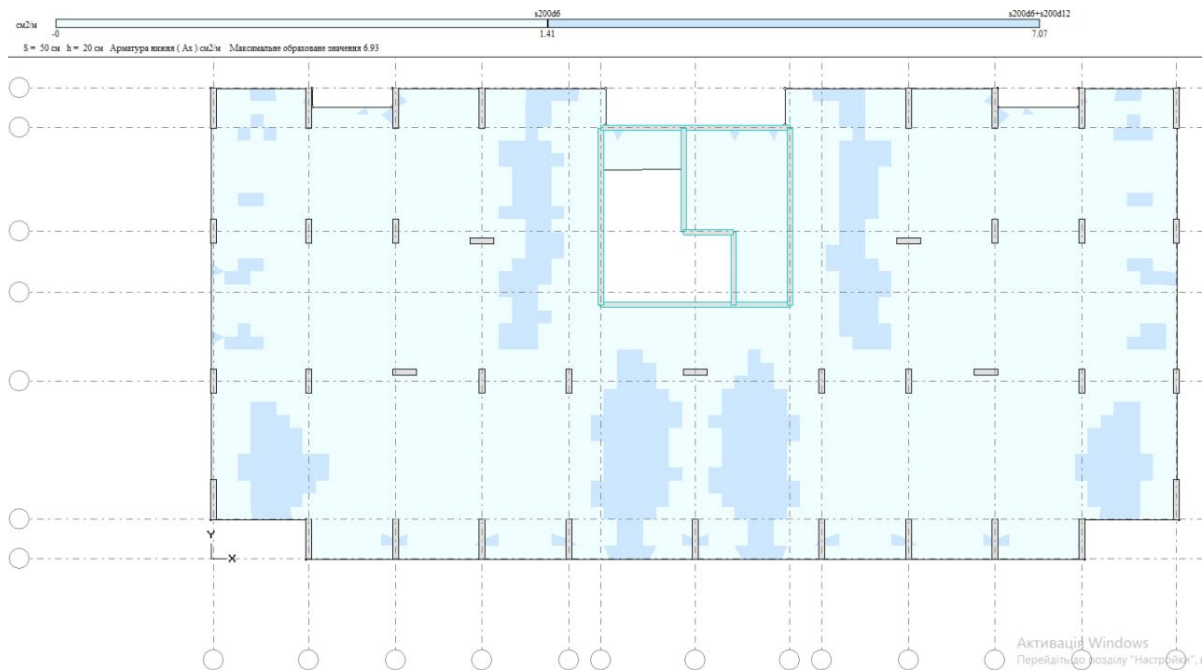 s200d6 s200d6+s200d12
см2/м
-0 1.41 7.07
S = 50 см h = 20 см Арматура нижня ( Ax ) см2/м Максимальне обраховане значення 6.93
Y
X
Активація Windows
Перейдіть до розділу "Настройки",